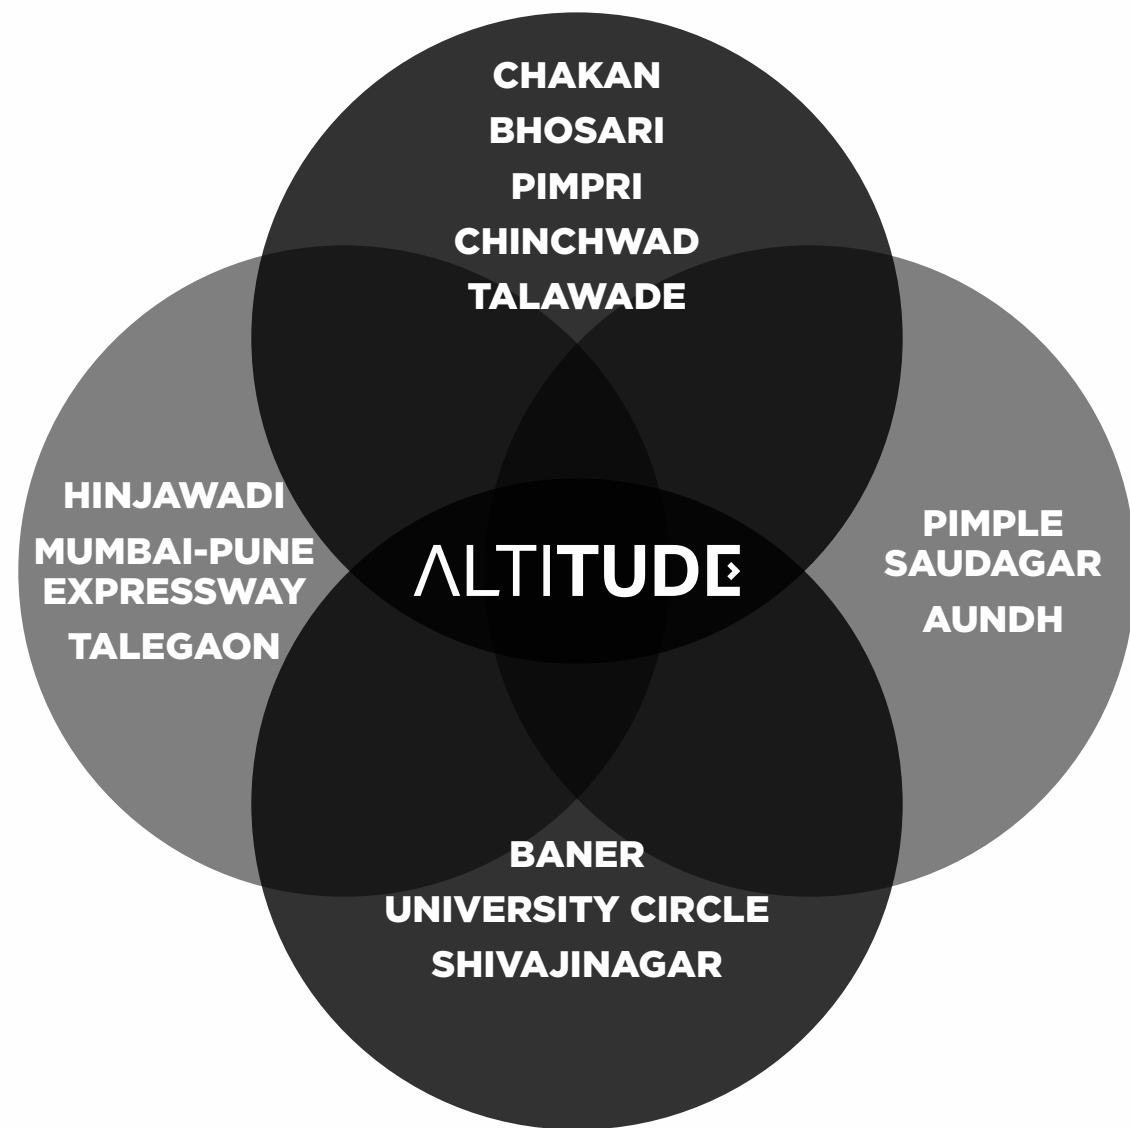 CHAKAN
BHOSARI
PIMPRI
CHINCHWAD
TALAWADE
HINJAWADI
MUMBAI-PUNE
EXPRESSWAY
TALEGAON
ALTITUDE
PIMPLE
SAUDAGAR
AUNDH
BANER
UNIVERSITY CIRCLE
SHIVAJINAGAR